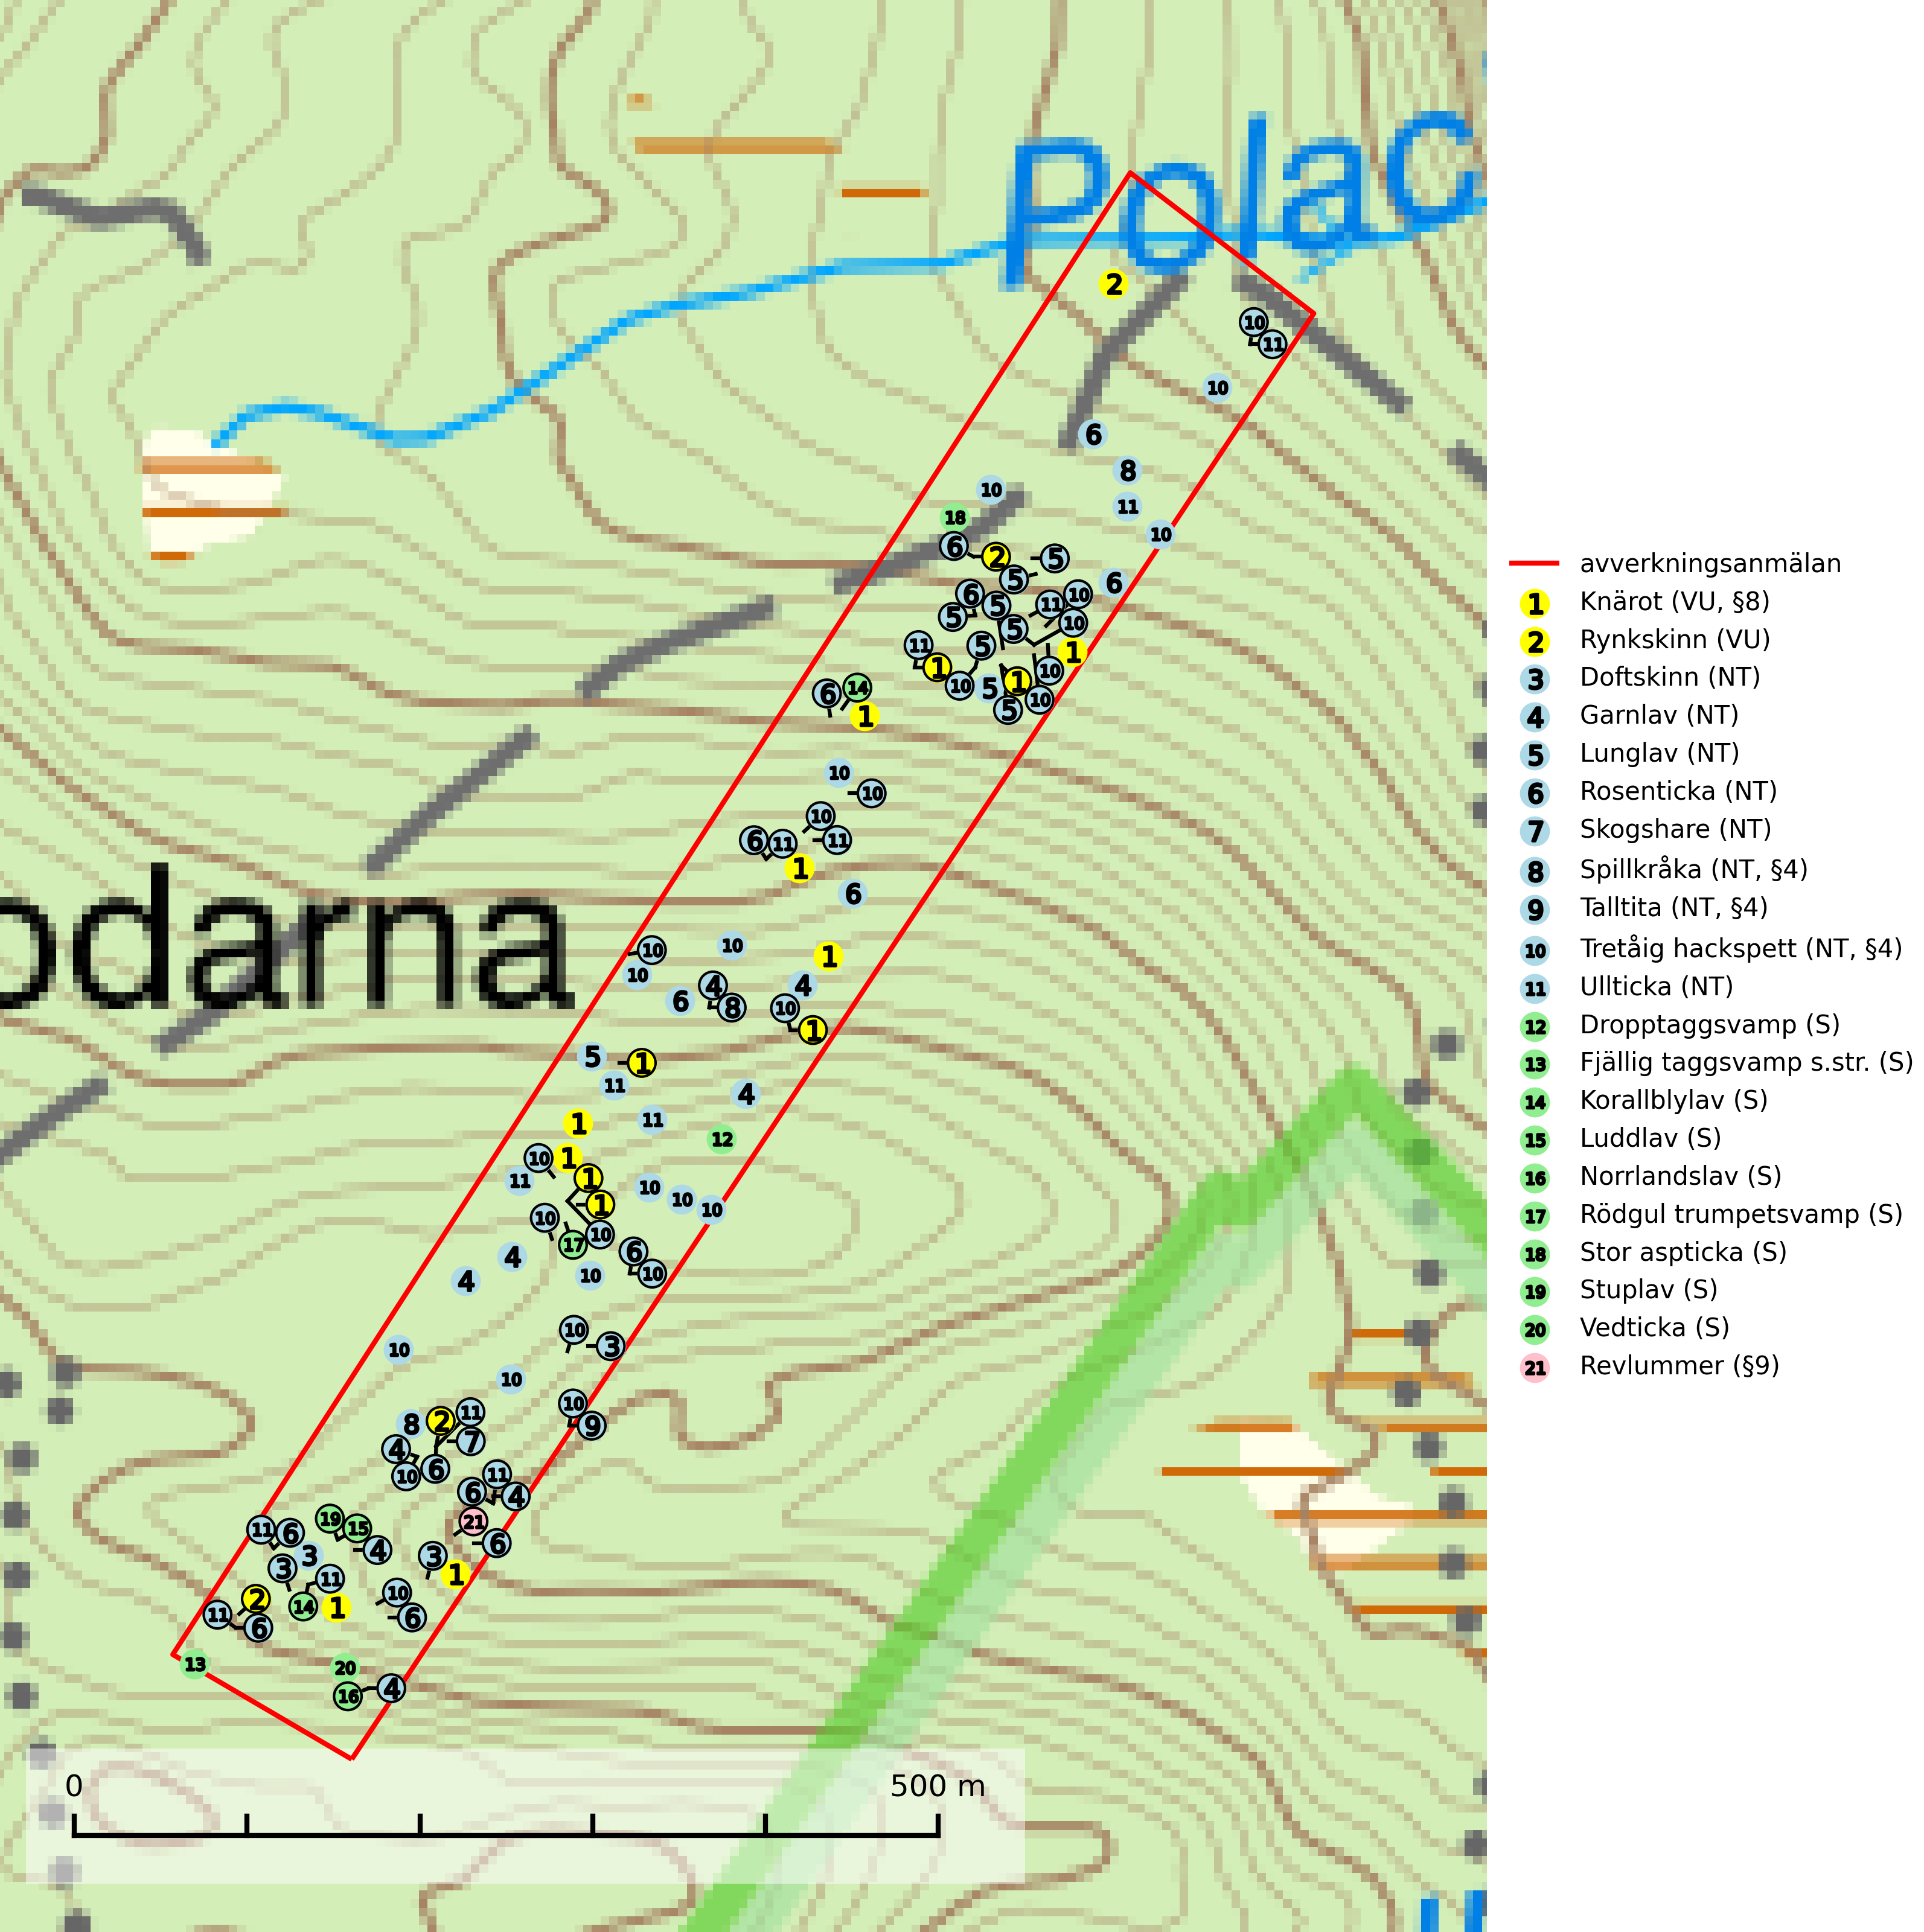 Polac
odarna
0 500 m
avverkningsanmälan
1 Knärot (VU, §8)
2 Rynkskinn (VU)
3 Doftskinn (NT)
4 Garnlav (NT)
5 Lunglav (NT)
6 Rosenticka (NT)
7 Skogshare (NT)
8 Spillkråka (NT, §4)
9 Talltita (NT, §4)
10 Tretåig hackspett (NT, §4)
11 Ullticka (NT)
12 Dropptaggsvamp (S)
13 Fjällig taggsvamp s.str. (S)
14 Korallblylav (S)
15 Luddlav (S)
16 Norrlandslav (S)
17 Rödgul trumpetsvamp (S)
18 Stor aspticka (S)
19 Stuplav (S)
20 Vedticka (S)
21 Revlummer (§9)